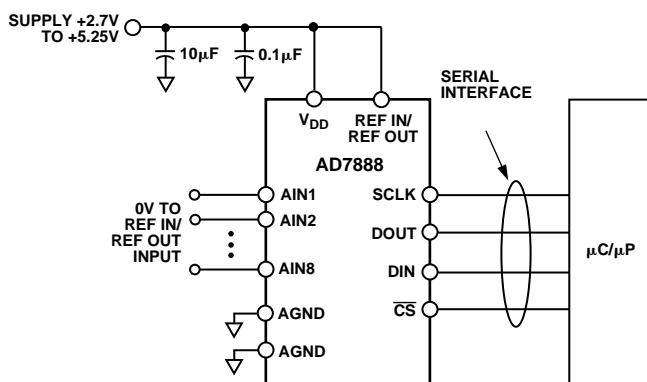 SUPPLY +2.7V
TO +5.25V
10μF
0.1μF
SERIAL
INTERFACE
VDD
REF IN/
REF OUT
AD7888
AIN1
SCLK
0V TO
REF IN/
REF OUT
INPUT
AIN2
DOUT
μC/μP
AIN8
DIN
AGND
CS
AGND